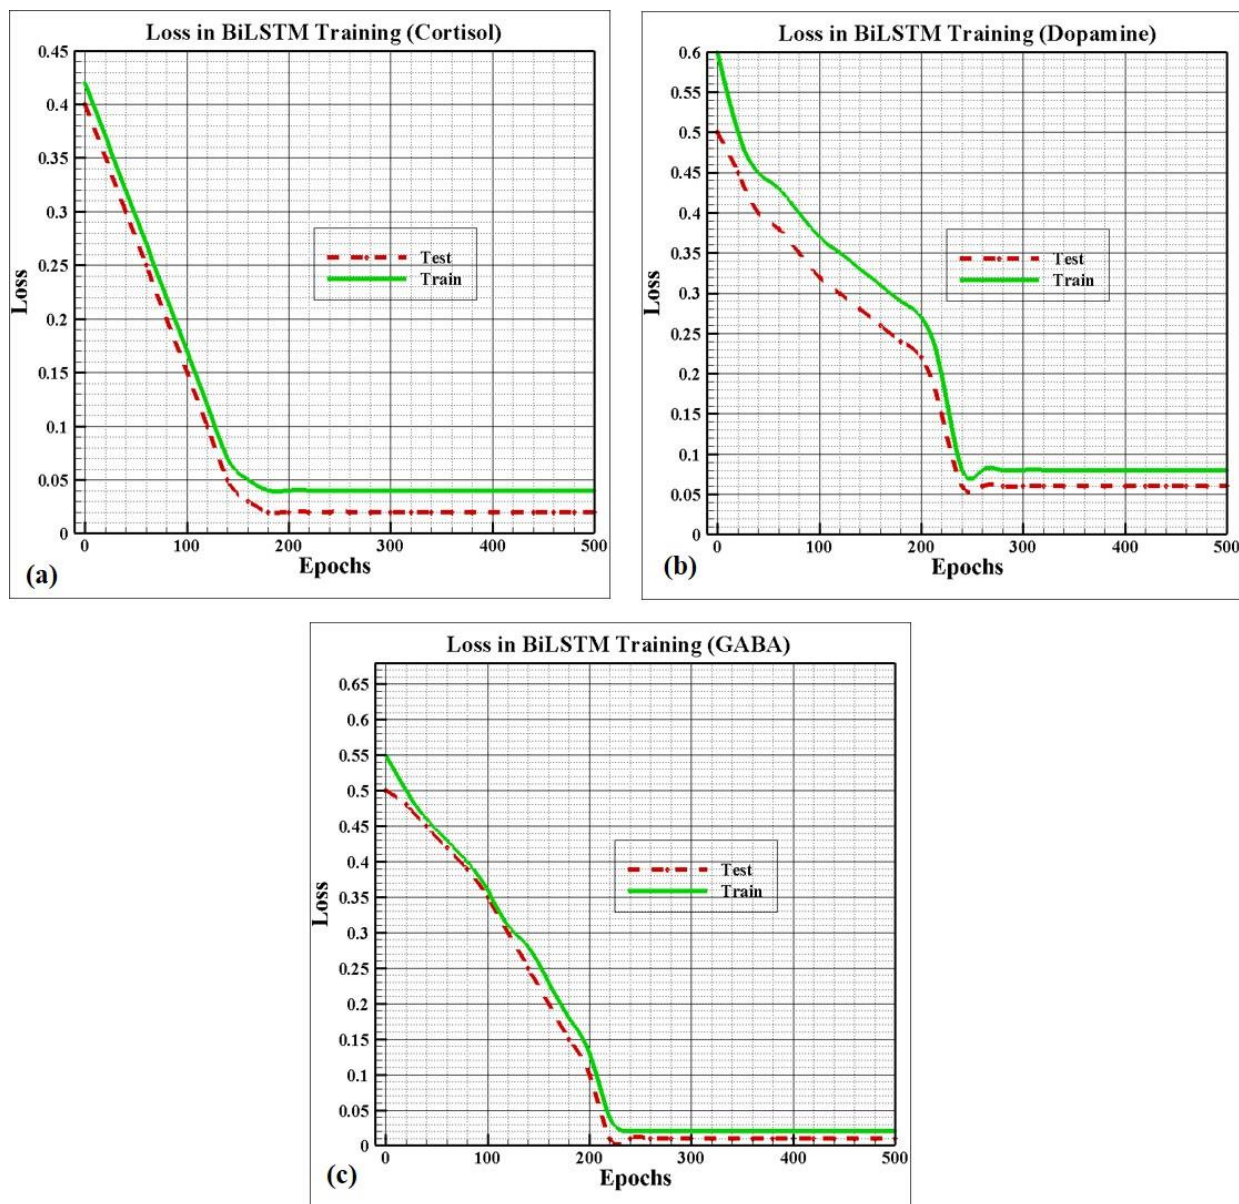 Loss in BiLSTM Training (Cortisol)
0.45
0.4
0.35
0.3
0.25
0.2
0.15
0.1
0.05
0
Loss
Test
Train
0 100 200 300 400 500
Epochs
(a)
Loss in BiLSTM Training (Dopamine)
0.6
0.55
0.5
0.45
0.4
0.35
0.3
0.25
0.2
0.15
0.1
0.05
0
Loss
Test
Train
0 100 200 300 400 500
Epochs
(b)
Loss in BiLSTM Training (GABA)
0.65
0.6
0.55
0.5
0.45
0.4
0.35
0.3
0.25
0.2
0.15
0.1
0.05
0
Loss
Test
Train
0 100 200 300 400 500
Epochs
(c)